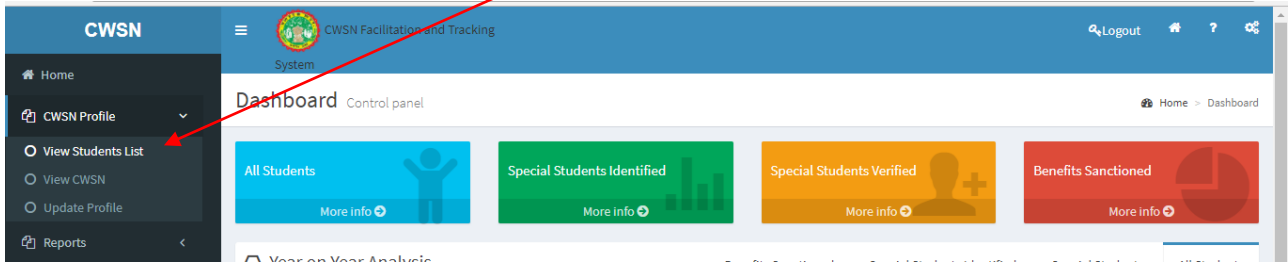 CWSN
CWSN Facilitation and Tracking
System
Logout
Home
Dashboard Control panel
Home > Dashboard
CWSN Profile
View Students List
View CWSN
Update Profile
Reports
All Students
More info
Special Students Identified
More info
Special Students Verified
More info
Benefits Sanctioned
More info
Year on Year Analysis